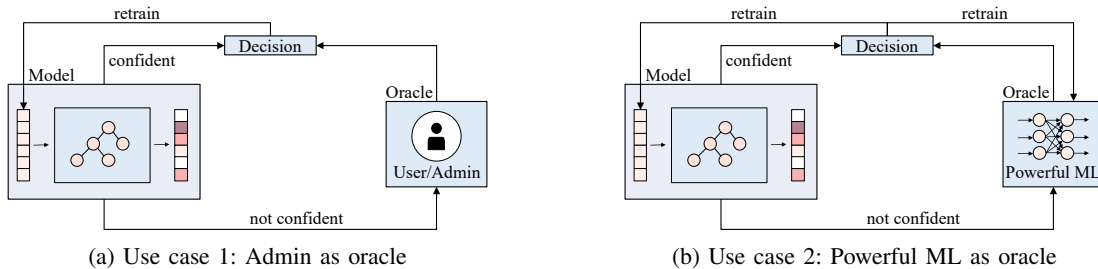 retrain
Decision
confident
Model
Oracle
User/Admin
not confident
(a) Use case 1: Admin as oracle
retrain
retrain
Decision
confident
Model
Oracle
Powerful ML
not confident
(b) Use case 2: Powerful ML as oracle